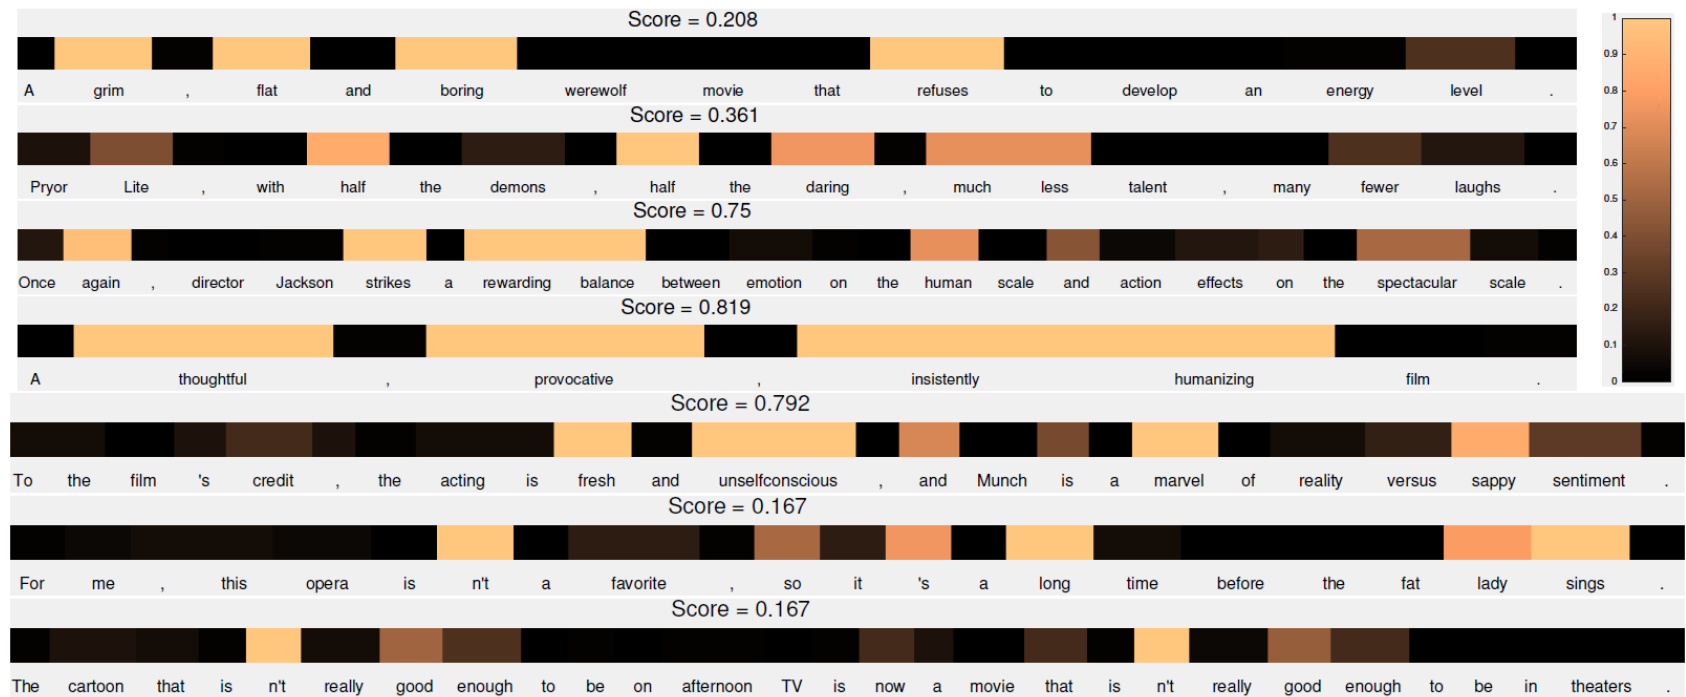 Score = 0.208
A grim , flat and boring werewolf movie that refuses to develop an energy level .
Score = 0.361
Pryor Lite , with half the demons , half the daring , much less talent , many fewer laughs .
Score = 0.75
Once again , director Jackson strikes a rewarding balance between emotion on the human scale and action effects on the spectacular scale .
Score = 0.819
A thoughtful , provocative , insistently humanizing film .
Score = 0.792
To the film 's credit , the acting is fresh and unselfconscious , and Munch is a marvel of reality versus sappy sentiment .
Score = 0.167
For me , this opera is n't a favorite , so it 's a long time before the fat lady sings .
Score = 0.167
The cartoon that is n't really good enough to be on afternoon TV is now a movie that is n't really good enough to be in theaters .
1
0.9
0.8
0.7
0.6
0.5
0.4
0.3
0.2
0.1
0